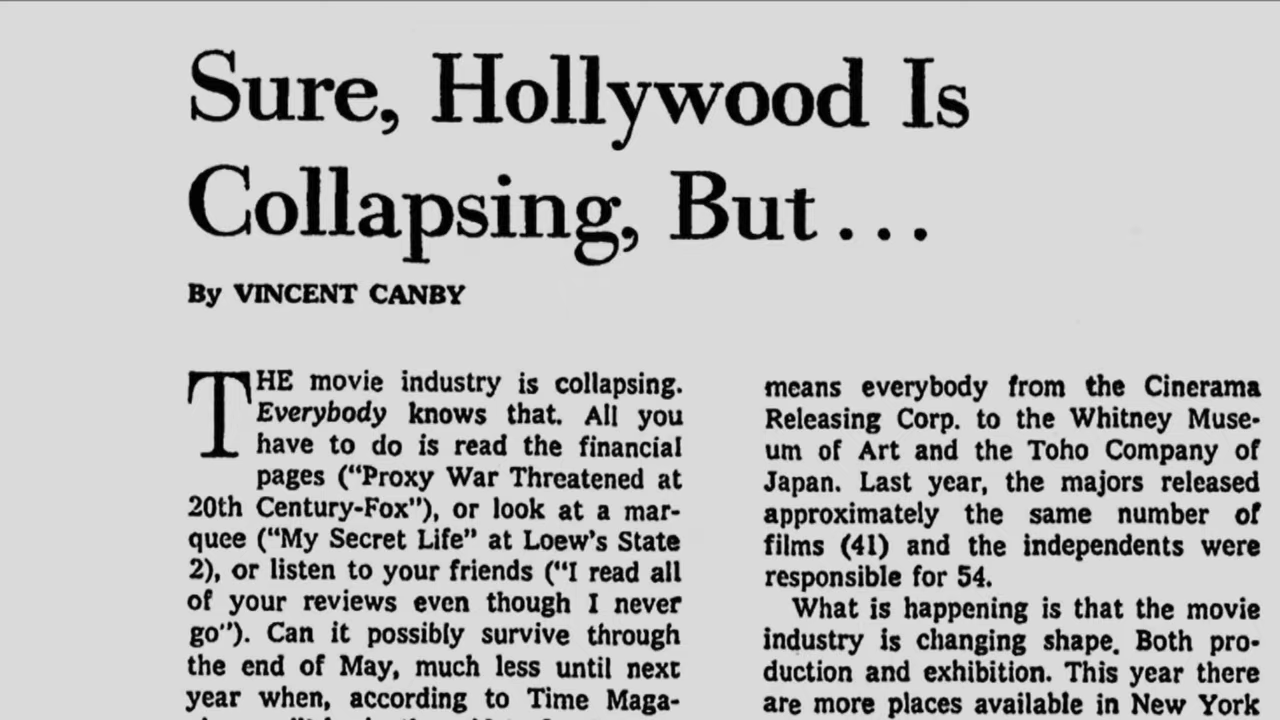 Sure, Hollywood Is
Collapsing, But...
By VINCENT CANBY
THE movie industry is collapsing.
Everybody knows that. All you
have to do is read the financial
pages ("Proxy War Threatened at
20th Century-Fox"), or look at a mar-
quee ("My Secret Life" at Loew's State
2), or listen to your friends ("I read all
of your reviews even though I never
go"). Can it possibly survive through
the end of May, much less until next
year when, according to Time Maga-
means everybody from the Cinerama
Releasing Corp. to the Whitney Muse-
um of Art and the Toho Company of
Japan. Last year, the majors released
approximately the same number of
films (41) and the independents were
responsible for 54.
What is happening is that the movie
industry is changing shape. Both pro-
duction and exhibition. This year there
are more places available in New York